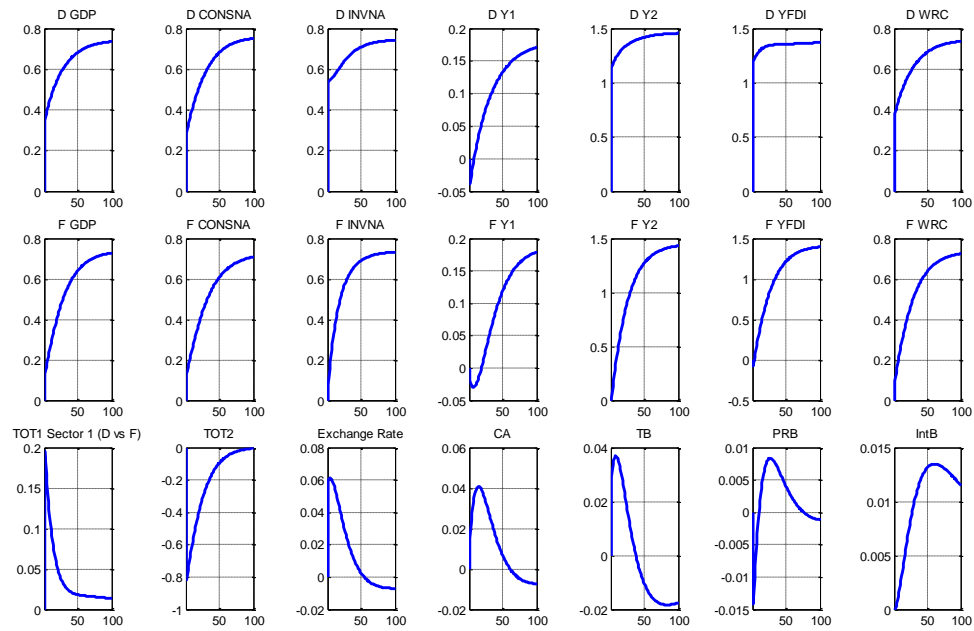 D GDP D CONSNA D INVNA D Y1 D Y2 D YFDI D WRC
0.8 0.8 0.8 0.2 1.5 1.5 0.8
0.6 0.6 0.6 0.15 1 1 0.6
0.4 0.4 0.4 0.1 0.5 0.5 0.4
0.2 0.2 0.2 0.05 0 0 0.2
0 0 0 0 0
-0.05
50 100 50 100 50 100 50 100 50 100 50 100 50 100
F GDP F CONSNA F INVNA F Y1 F Y2 F YFDI F WRC
0.8 0.8 0.8 0.2 1.5 1.5 0.8
0.6 0.6 0.6 0.15 1 1 0.6
0.4 0.4 0.4 0.1 0.5 0.5 0.4
0.2 0.2 0.2 0.05 0 0 0.2
0 0 0 0 -0.5 0
-0.05
50 100 50 100 50 100 50 100 50 100 50 100 50 100
TOT1 Sector 1 (D vs F) TOT2 Exchange Rate CA TB PRB IntB
0.2 0 0.08 0.06 0.04 0.01 0.015
0.15 -0.2 0.06 0.04 0.02 0.005 0.01
0.1 -0.4 0.04 0.02 0 0 0.005
0.05 -0.6 0.02 0 -0.02 -0.005 0
0 -0.8 0 -0.02 -0.01
-1 -0.02 -0.015
50 100 50 100 50 100 50 100 50 100 50 100 50 100